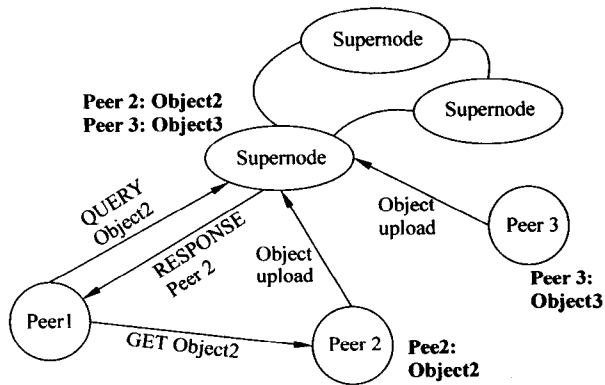 Supernode
Supernode
Peer 2: Object2
Peer 3: Object3
Supernode
QUERY
Object2
RESPONSE
Peer 2
Object
upload
Object
upload
Peer 3
Peer 3:
Object3
Peer1
GET Object2
Peer 2
Pee2:
Object2